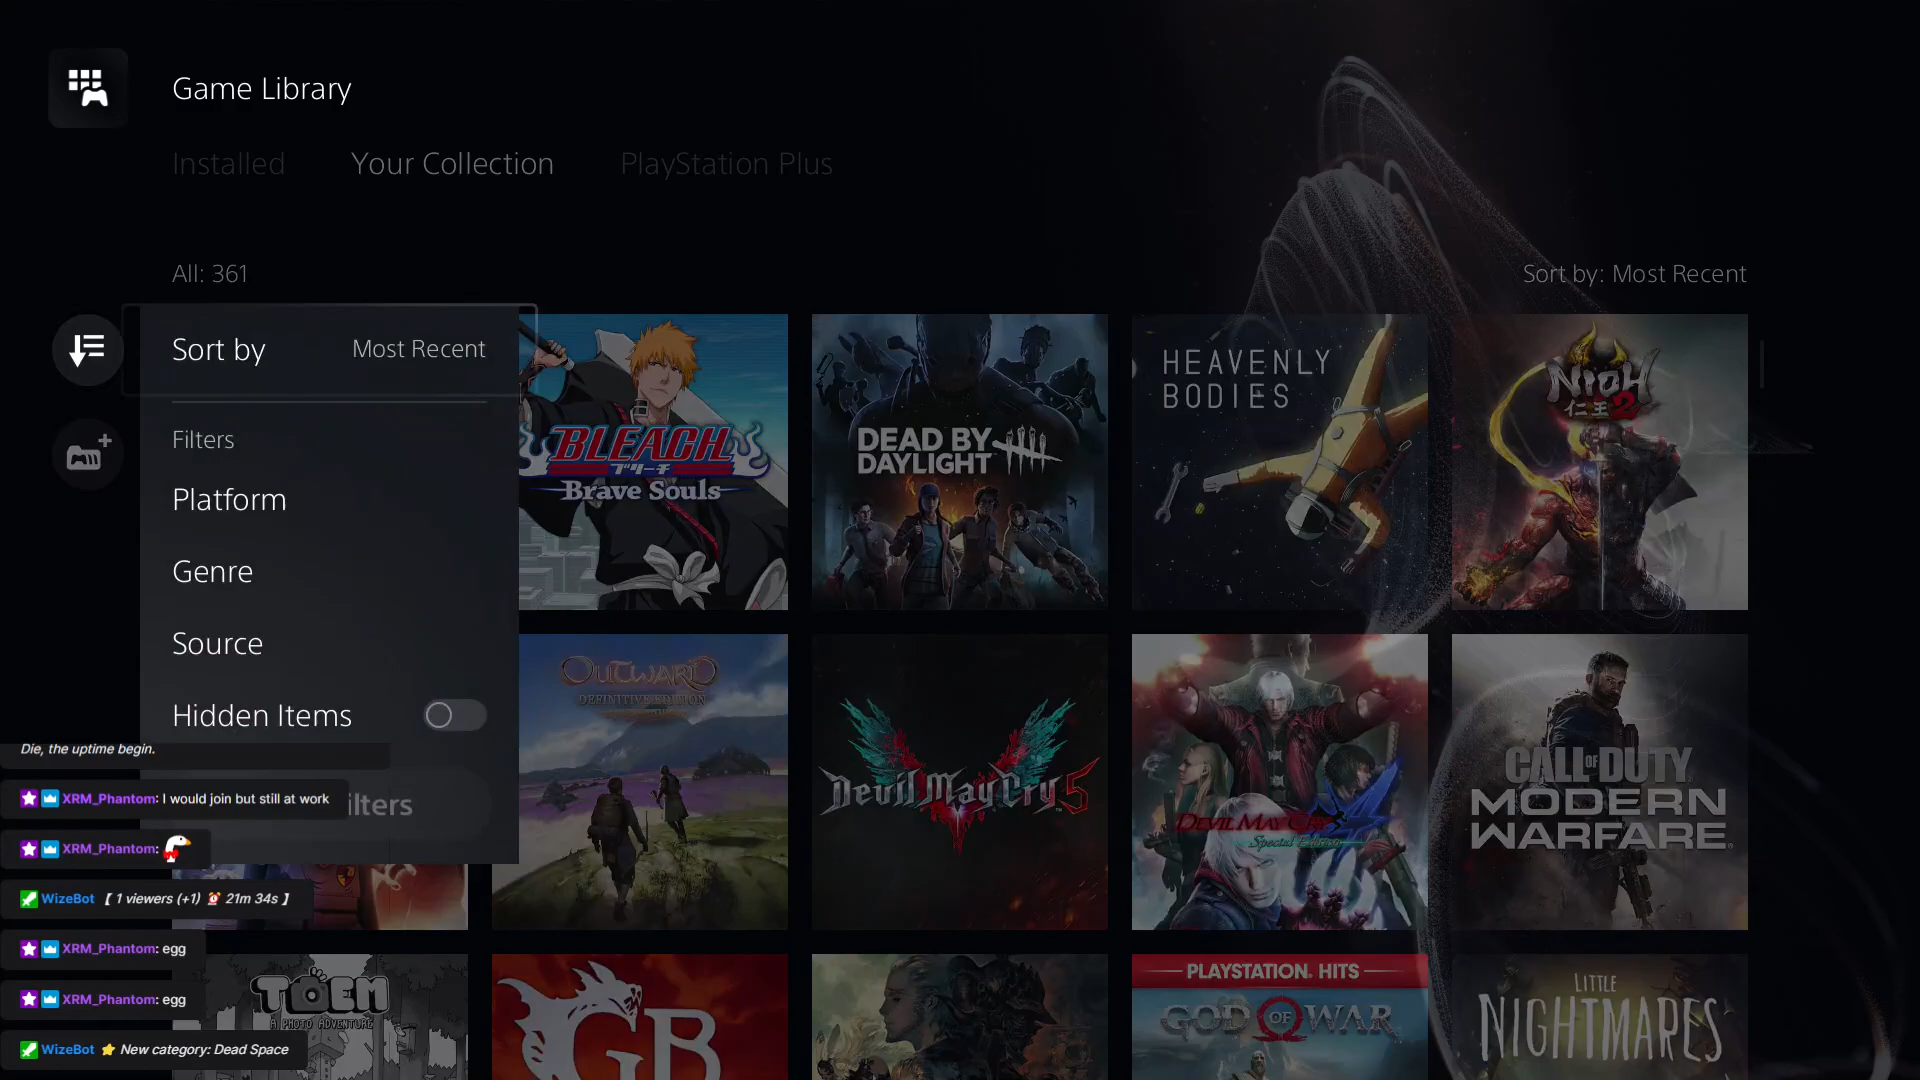 Game Library
Installed
Your Collection
PlayStation Plus
All: 361
Sort by: Most Recent
Sort by
Most Recent
Filters
Platform
Genre
Source
Hidden Items
ilters
BLEACH
ブリーチ
Brave Souls
DEAD BY
DAYLIGHT
HEAVENLY
BODIES
NIOH
仁王 2
OUTWARD
DEFINITIVE EDITION
Devil May Cry 5
DEVIL MAY CRY 4
Special Edition
CALL OF DUTY
MODERN
WARFARE
Die, the uptime begin.
XRM_Phantom: I would join but still at work
XRM_Phantom:
WizeBot 【 1 viewers (+1) ⏰ 21m 34s 】
XRM_Phantom: egg
XRM_Phantom: egg
WizeBot ⭐ New category: Dead Space
TOEM
A PHOTO ADVENTURE
GB
PLAYSTATION HITS
GOD OF WAR
LITTLE
NIGHTMARES